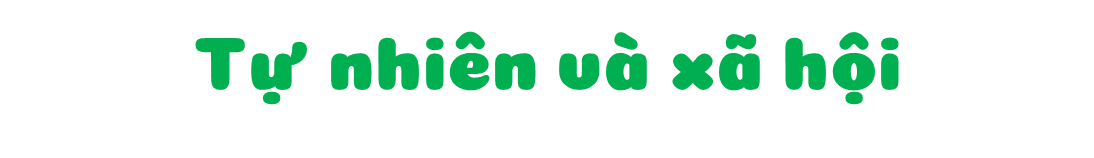 Tự nhiên và xã hội